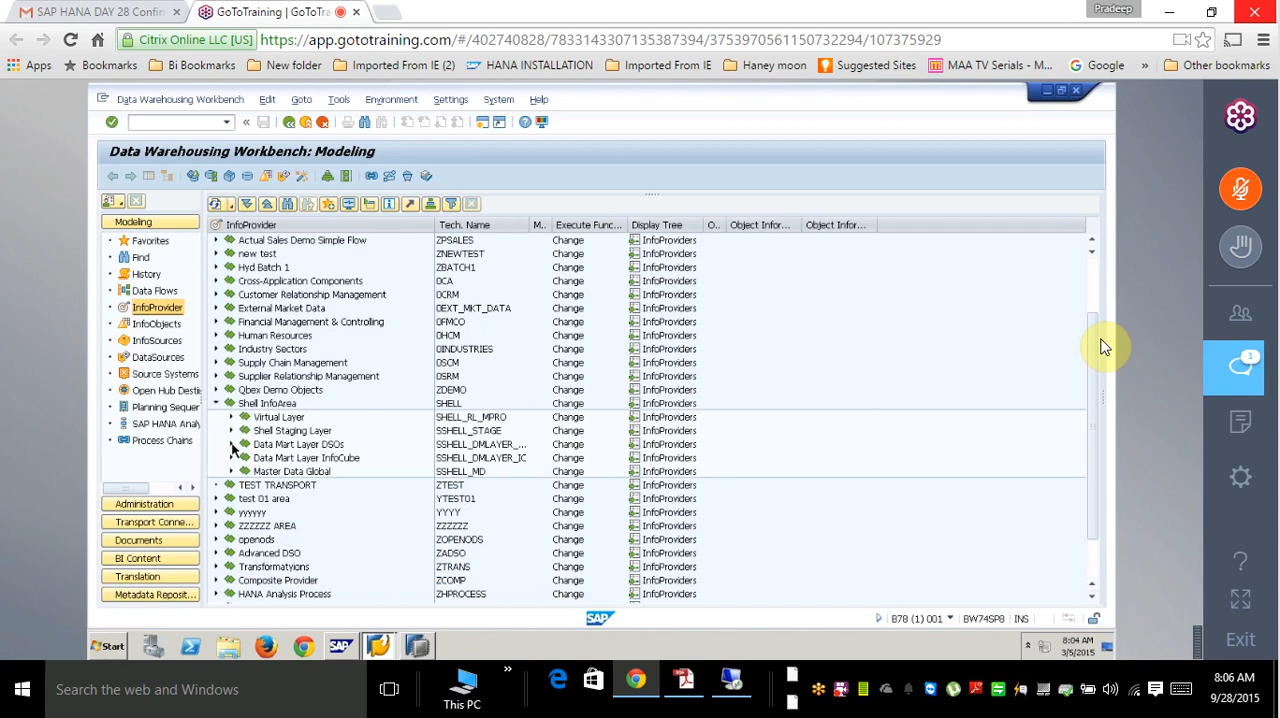 SAP HANA DAY 28 Confirr
GoToTraining | GoToTra
Pradeep
Citrix Online LLC [US]
https://app.gototraining.com/#/402740828/7833143307135387394/3753970561150732294/107375929
Apps
Bookmarks
Bi Bookmarks
New folder
Imported From IE (2)
HANA INSTALLATION
Imported From IE
Haney moon
Suggested Sites
MAA TV Serials - M...
Google
»
Other bookmarks
Data Warehousing Workbench Edit Goto Tools Environment Settings System Help
Data Warehousing Workbench: Modeling
Modeling
Favorites
Find
History
Data Flows
InfoProvider
InfoObjects
InfoSources
DataSources
Source Systems
Open Hub Desti
Planning Sequer
SAP HANA Analy
Process Chains
Administration
Transport Conne...
Documents
BI Content
Translation
Metadata Reposit...
InfoProvider Tech. Name M.. Execute Func... Display Tree O.. Object Infor... Object Infor...
Actual Sales Demo Simple Flow ZPSALES Change InfoProviders
new test ZNEWTEST Change InfoProviders
Hyd Batch 1 ZBATCH1 Change InfoProviders
Cross-Application Components 0CA Change InfoProviders
Customer Relationship Management 0CRM Change InfoProviders
External Market Data 0EXT_MKT_DATA Change InfoProviders
Financial Management & Controlling 0FMCO Change InfoProviders
Human Resources 0HCM Change InfoProviders
Industry Sectors 0INDUSTRIES Change InfoProviders
Supply Chain Management 0SCM Change InfoProviders
Supplier Relationship Management 0SRM Change InfoProviders
Qbex Demo Objects ZDEMO Change InfoProviders
Shell InfoArea SHELL Change InfoProviders
Virtual Layer SHELL_RL_MPRO Change InfoProviders
Shell Staging Layer SSHELL_STAGE Change InfoProviders
Data Mart Layer DSOs SSHELL_DMLAYER_... Change InfoProviders
Data Mart Layer InfoCube SSHELL_DMLAYER_IC Change InfoProviders
Master Data Global SSHELL_MD Change InfoProviders
TEST TRANSPORT ZTEST Change InfoProviders
test 01 area YTEST01 Change InfoProviders
yyyyyy YYYY Change InfoProviders
ZZZZZZ AREA ZZZZZZ Change InfoProviders
openods ZOPENODS Change InfoProviders
Advanced DSO ZADSO Change InfoProviders
Transformatyions ZTRANS Change InfoProviders
Composite Provider ZCOMP Change InfoProviders
HANA Analysis Process ZHPROCESS Change InfoProviders
SAP
B78 (1) 001 BW74SP8 INS
Start
SAP
8:04 AM
3/5/2015
1
Exit
Search the web and Windows
This PC
»
8:06 AM
9/28/2015